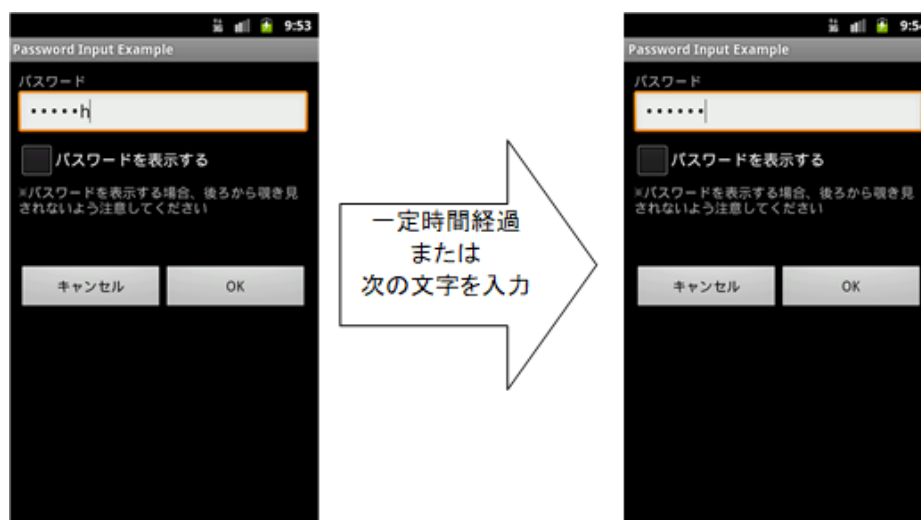 9:53
Password Input Example
パスワード
•••••h
パスワードを表示する
※パスワードを表示する場合、後ろから覗き見
されないよう注意してください
キャンセル
OK
一定時間経過
または
次の文字を入力
9:54
Password Input Example
パスワード
••••••
パスワードを表示する
※パスワードを表示する場合、後ろから覗き見
されないよう注意してください
キャンセル
OK